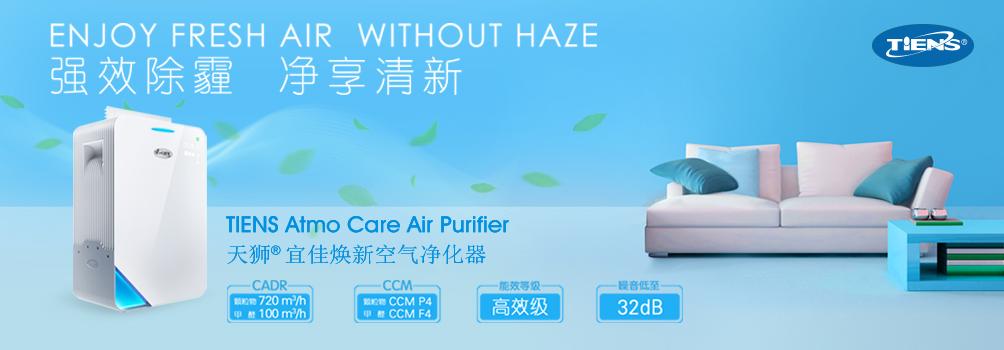 ENJOY FRESH AIR WITHOUT HAZE
强效除霾 净享清新
TIENS®
TIENS Atmo Care Air Purifier
天狮® 宜佳焕新空气净化器
CADR
颗粒物 720 m³/h
甲 醛 100 m³/h
CCM
颗粒物 CCM P4
甲 醛 CCM F4
能效等级
高效级
噪音低至
32dB